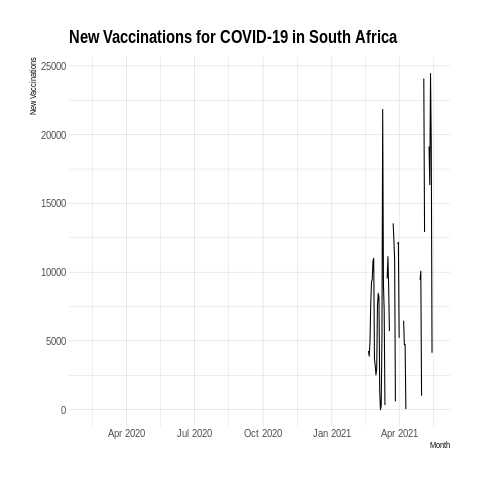 New Vaccinations for COVID-19 in South Africa
New Vaccinations
25000
20000
15000
10000
5000
0
Apr 2020 Jul 2020 Oct 2020 Jan 2021 Apr 2021
Month